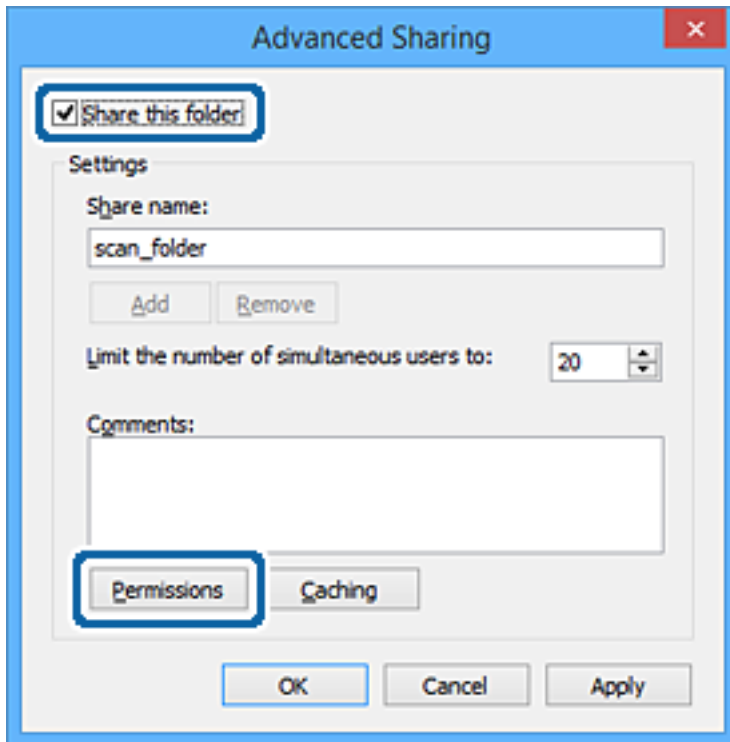 Advanced Sharing
Share this folder
Settings
Share name:
scan_folder
Add Remove
Limit the number of simultaneous users to: 20
Comments:
Permissions Caching
OK Cancel Apply